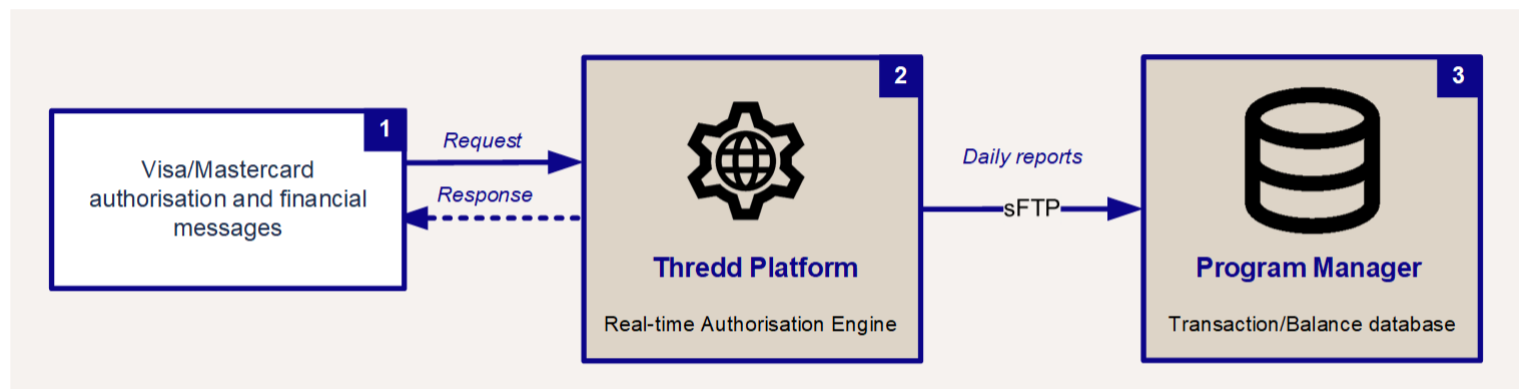 1
Visa/Mastercard
authorisation and financial
messages
Request
Response
2
Thredd Platform
Real-time Authorisation Engine
Daily reports
sFTP
3
Program Manager
Transaction/Balance database